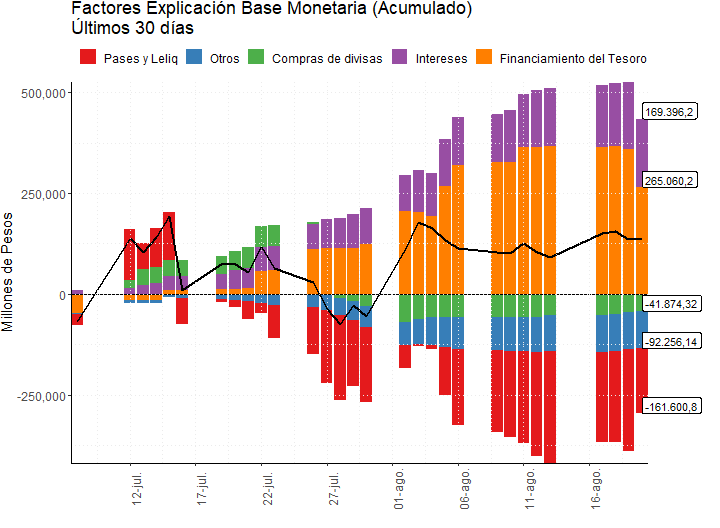 Factores Explicación Base Monetaria (Acumulado)
Últimos 30 días
Pases y Leliq Otros Compras de divisas Intereses Financiamiento del Tesoro
Millones de Pesos
500,000
250,000
0
-250,000
169.396,2
265.060,2
-41.874,32
-92.256,14
-161.600,8
12-jul.
17-jul.
22-jul.
27-jul.
01-ago.
06-ago.
11-ago.
16-ago.